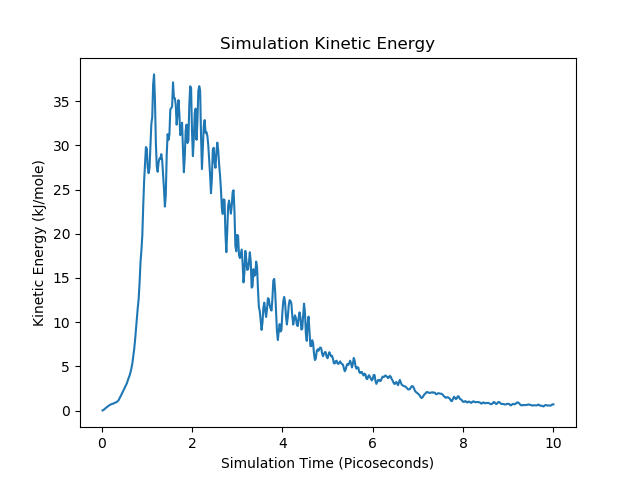 Simulation Kinetic Energy
Kinetic Energy (kJ/mole)
35
30
25
20
15
10
5
0
0 2 4 6 8 10
Simulation Time (Picoseconds)